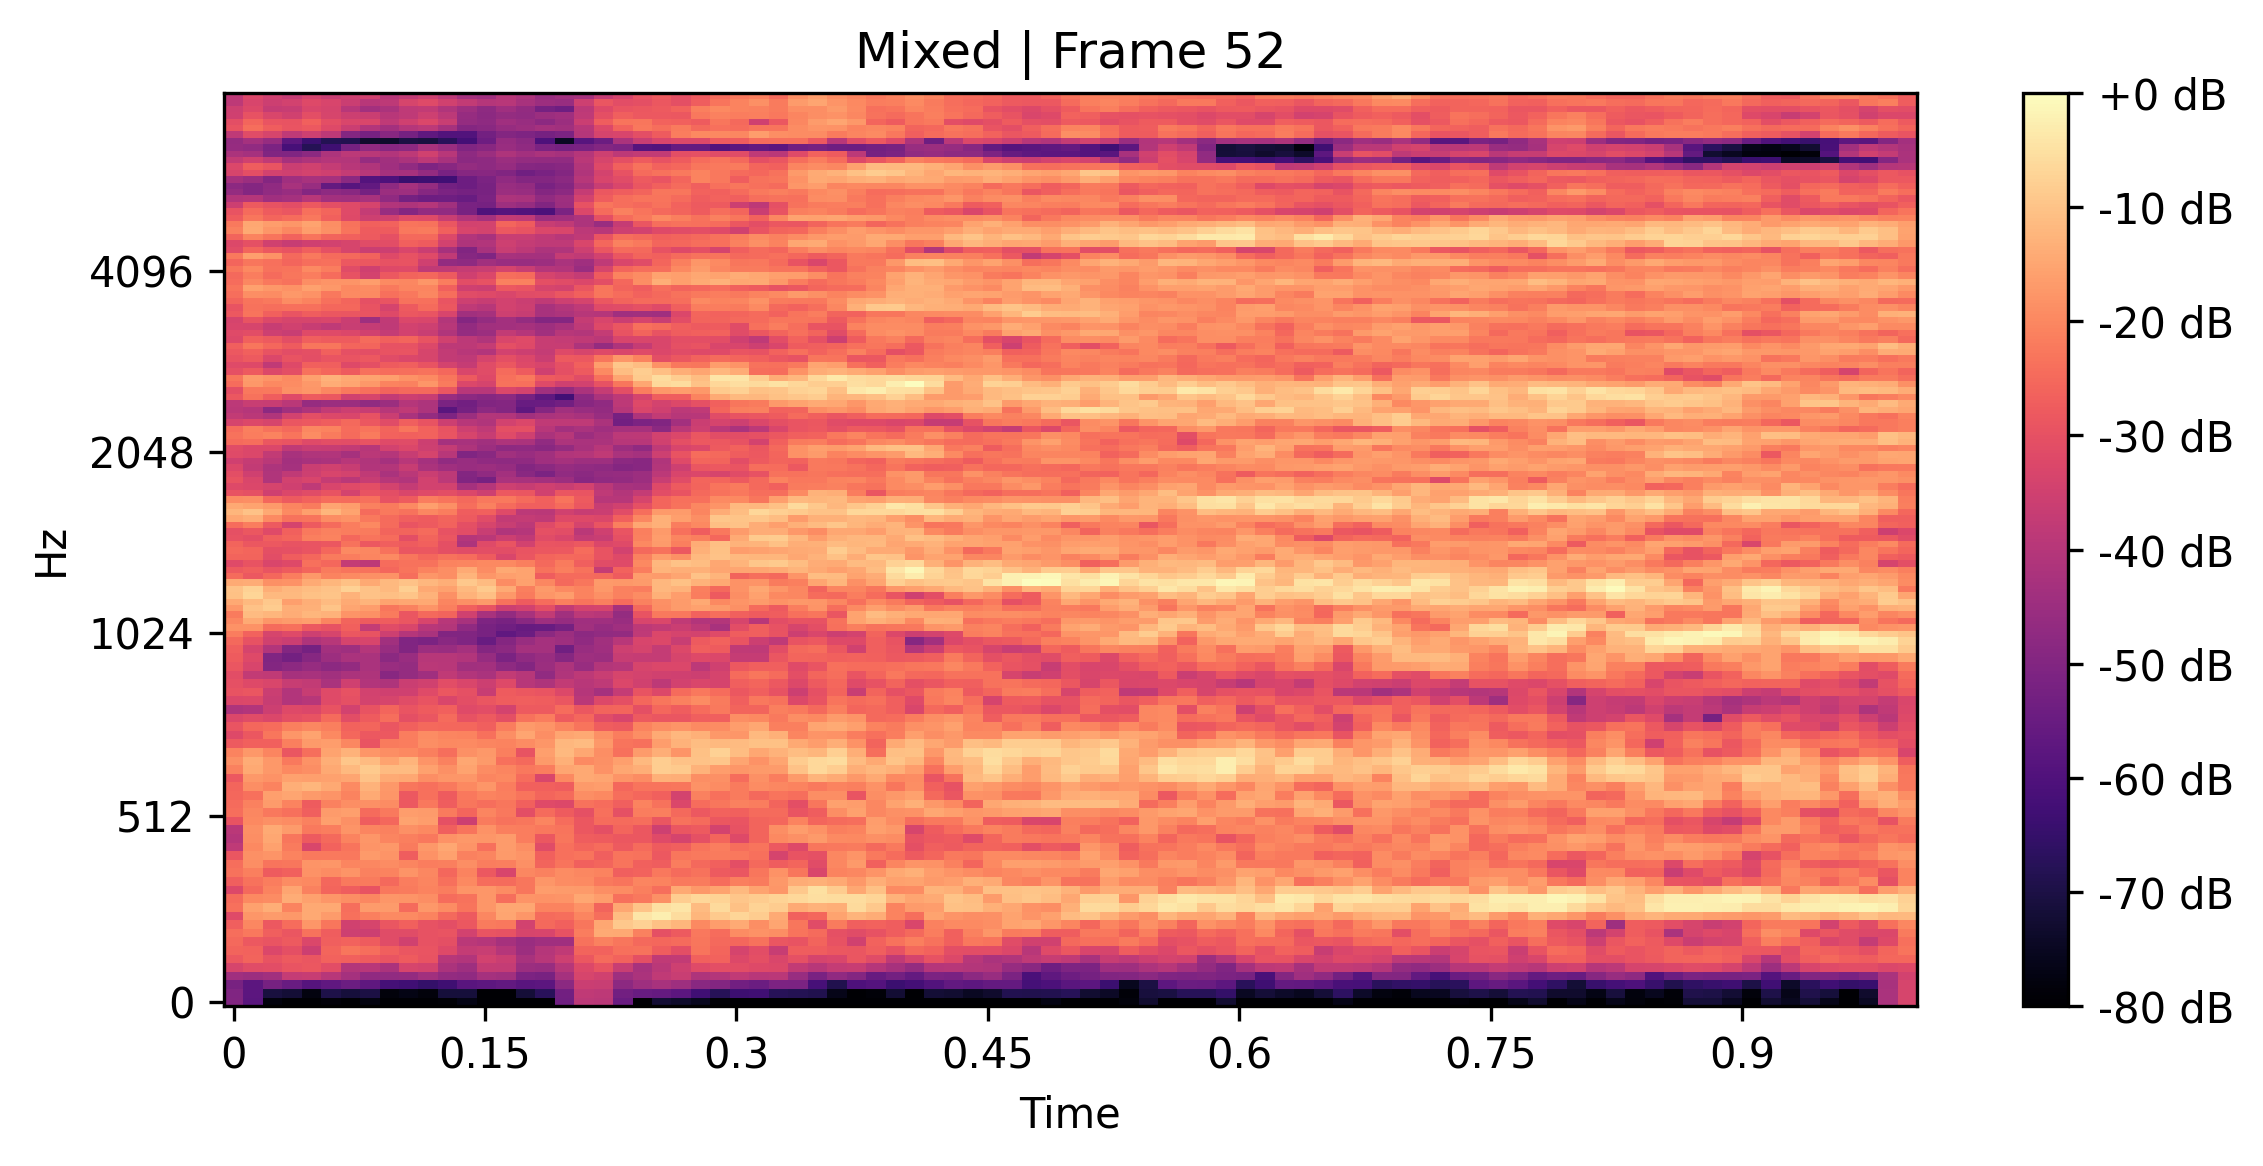 Mixed | Frame 52
+0 dB
-10 dB
-20 dB
-30 dB
-40 dB
-50 dB
-60 dB
-70 dB
-80 dB
Hz
4096
2048
1024
512
0
0 0.15 0.3 0.45 0.6 0.75 0.9
Time